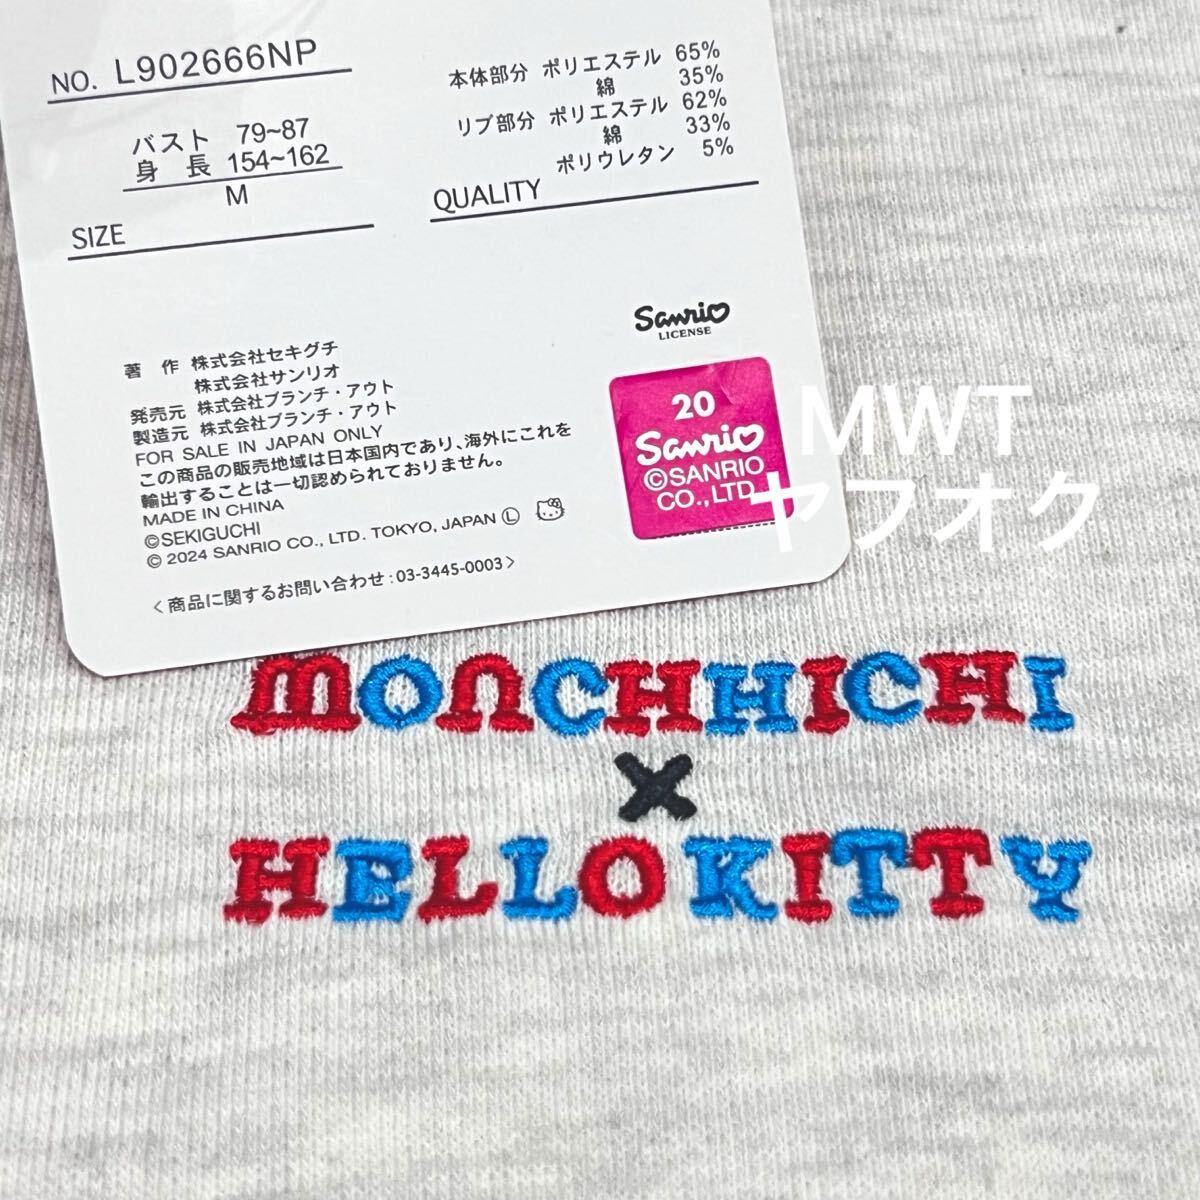 NO. L902666NP
バスト 79~87
身長 154~162
M
SIZE
本体部分 ポリエステル 65%
綿 35%
リブ部分 ポリエステル 62%
綿 33%
ポリウレタン 5%
QUALITY
Sanrio
LICENSE
著作 株式会社セキグチ
株式会社サンリオ
発売元 株式会社ブランチ・アウト
製造元 株式会社ブランチ・アウト
FOR SALE IN JAPAN ONLY
この商品の販売地域は日本国内であり、海外にこれを
輸出することは一切認められておりません。
MADE IN CHINA
©SEKIGUCHI
© 2024 SANRIO CO., LTD. TOKYO, JAPAN Ⓛ
<商品に関するお問い合わせ:03-3445-0003>
20
Sanrio
©SANRIO
CO.,LTD.
MWT
ヤフオク
MONCHHICHI
×
HELLO KITTY